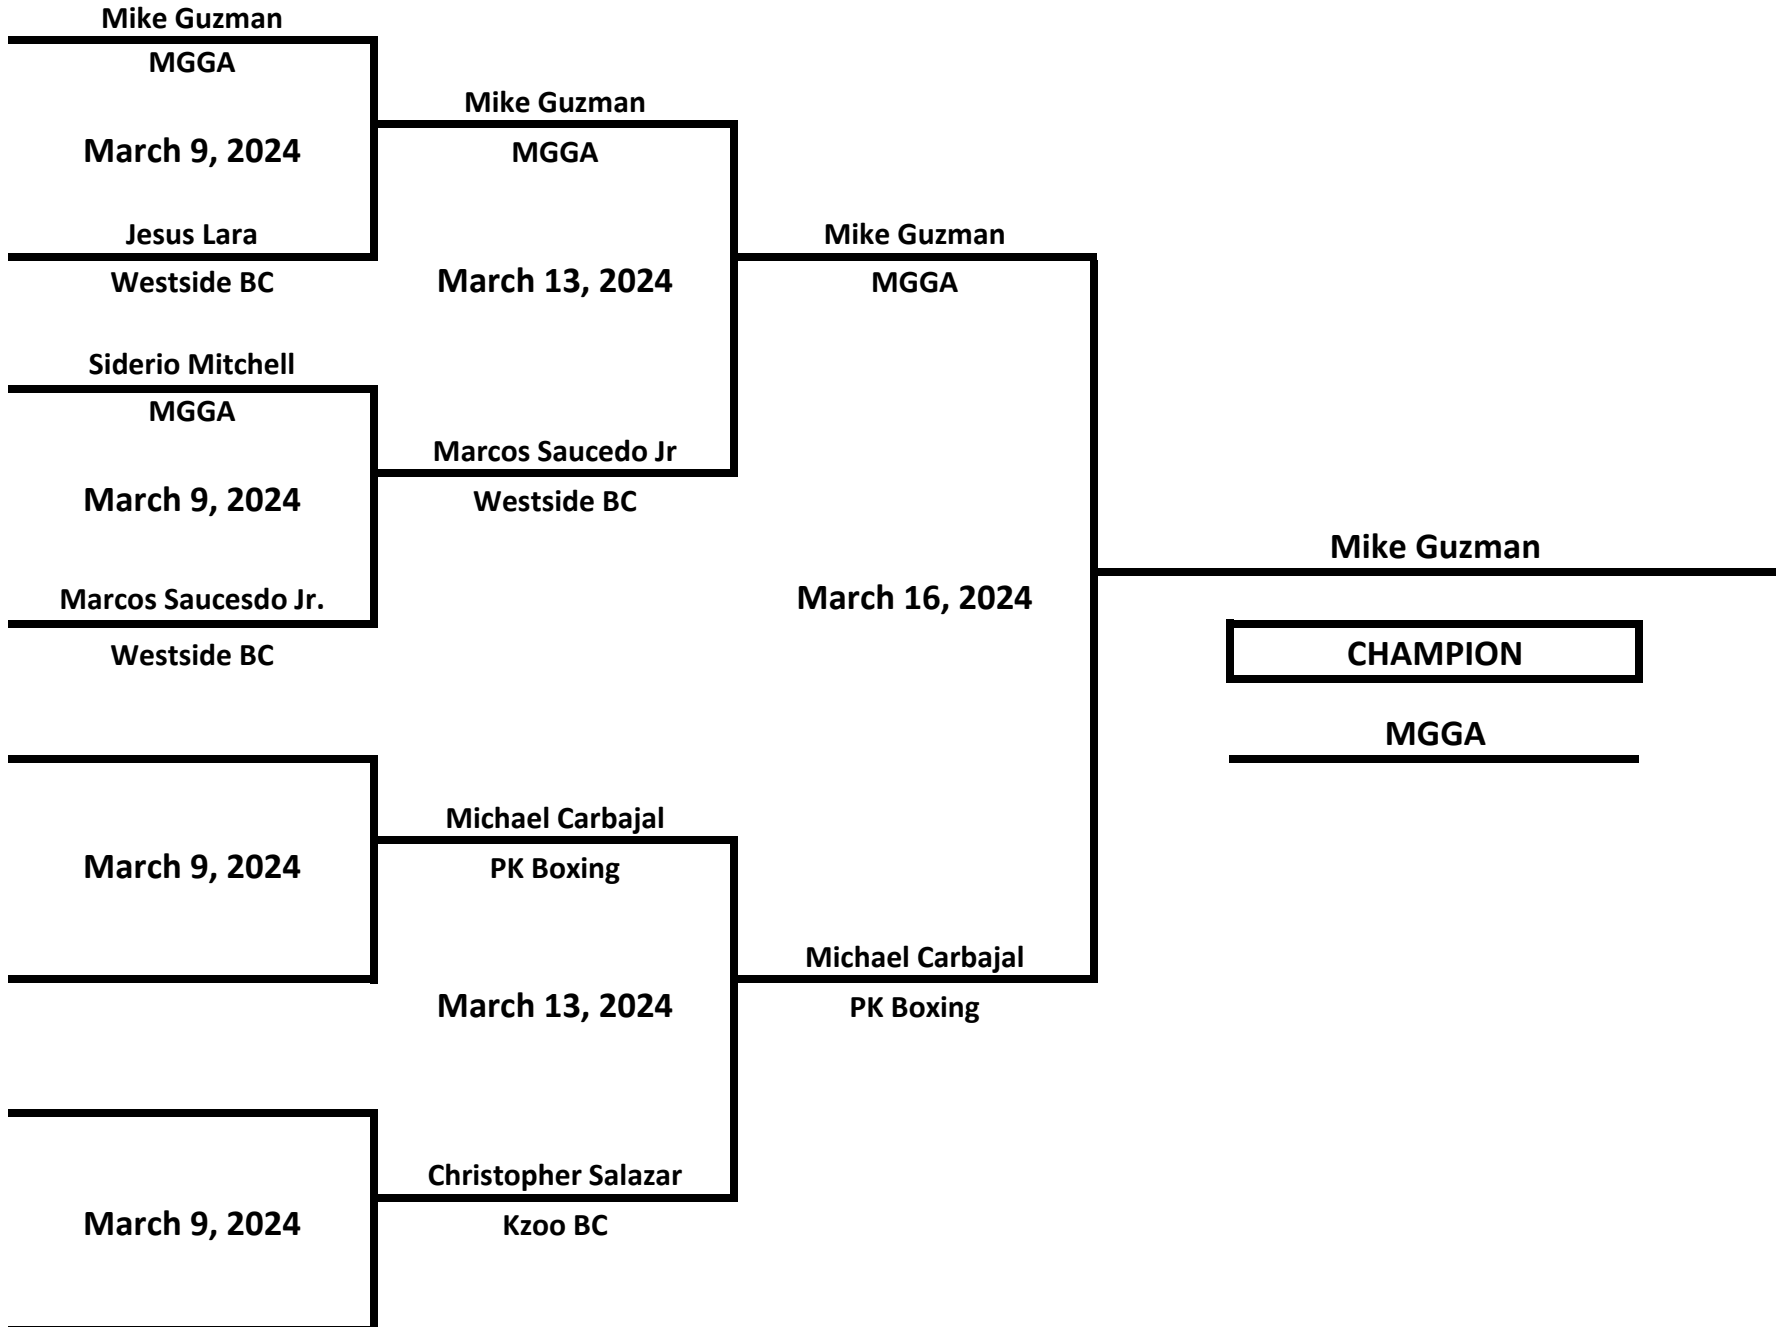 Mike Guzman
MGGA
March 9, 2024
Jesus Lara
Westside BC
Siderio Mitchell
MGGA
March 9, 2024
Marcos Saucesdo Jr.
Westside BC
March 9, 2024
March 9, 2024
Mike Guzman
MGGA
March 13, 2024
Marcos Saucedo Jr
Westside BC
Michael Carbajal
PK Boxing
March 13, 2024
Christopher Salazar
Kzoo BC
Mike Guzman
MGGA
March 16, 2024
Michael Carbajal
PK Boxing
Mike Guzman
CHAMPION
MGGA